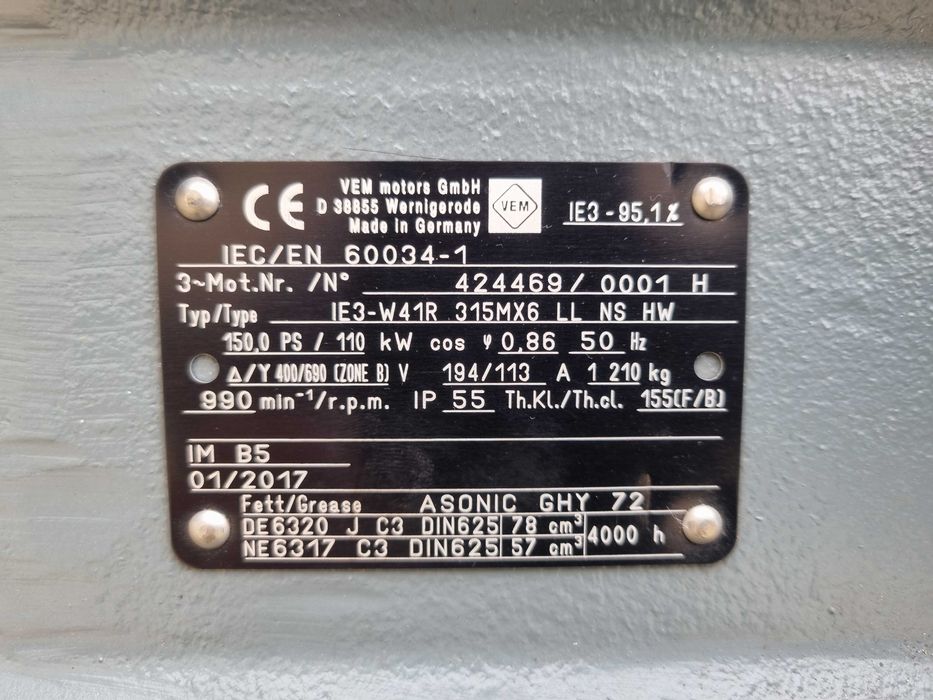 CE
VEM motors GmbH
D 38855 Wernigerode
Made in Germany
VEM
IE3 - 95,1 %
IEC/EN 60034-1
3~Mot.Nr. /N° 424469/ 0001 H
Typ/Type IE3-W41R 315MX6 LL NS HW
150,0 PS / 110 kW cos φ 0,86 50 Hz
Δ/Y 400/690 (ZONE B) V 194/113 A 1 210 kg
990 min⁻¹/r.p.m. IP 55 Th.Kl./Th.cl. 155(F/B)
IM B5
01/2017
Fett/Grease ASONIC GHY 72
DE6320 J C3 DIN625 78 cm³
NE6317 C3 DIN625 57 cm³
4000 h